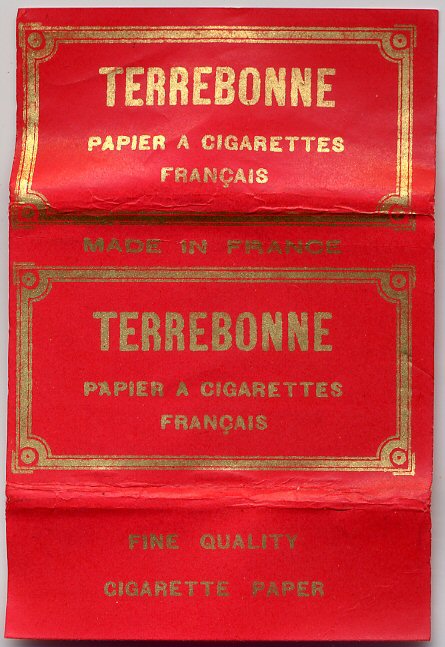 TERREBONNE
PAPIER A CIGARETTES
FRANÇAIS
MADE IN FRANCE
TERREBONNE
PAPIER A CIGARETTES
FRANÇAIS
FINE QUALITY
CIGARETTE PAPER